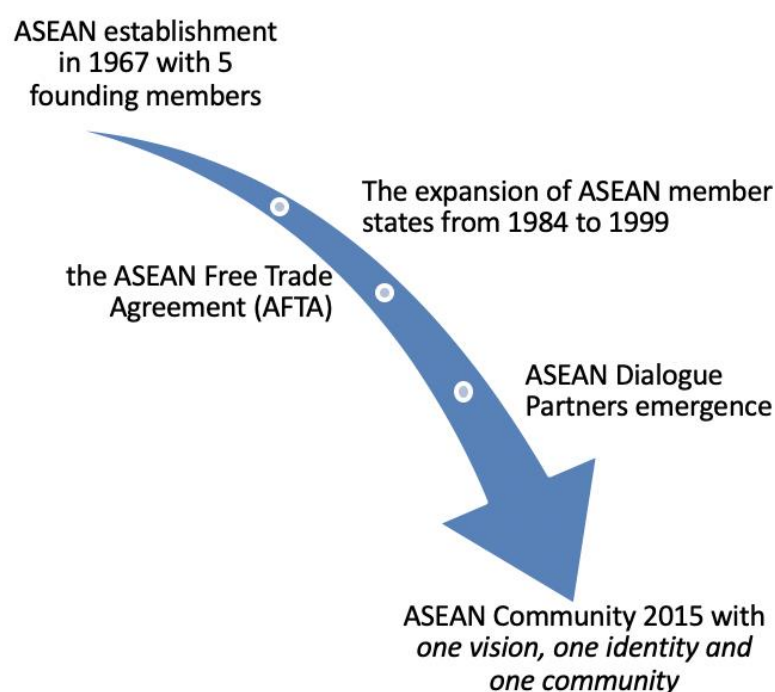 ASEAN establishment
in 1967 with 5
founding members
The expansion of ASEAN member
states from 1984 to 1999
the ASEAN Free Trade
Agreement (AFTA)
ASEAN Dialogue
Partners emergence
ASEAN Community 2015 with
one vision, one identity and
one community